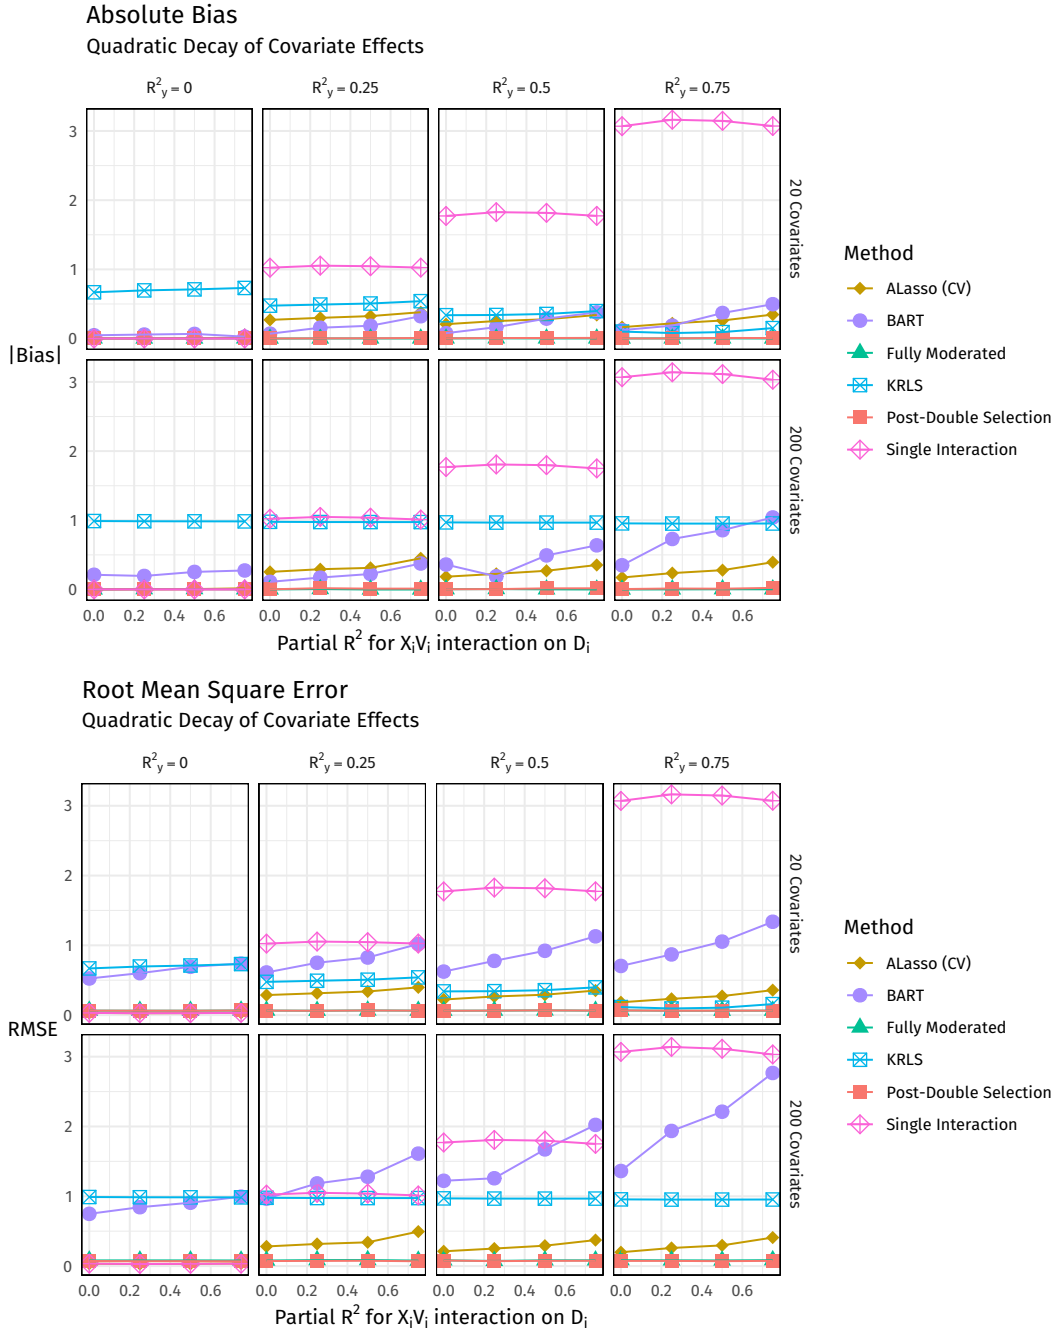 Absolute Bias
Quadratic Decay of Covariate Effects
R²y = 0
R²y = 0.25
R²y = 0.5
R²y = 0.75
3
2
1
0
20 Covariates
|Bias|
3
2
1
0
200 Covariates
0.0 0.2 0.4 0.6
0.0 0.2 0.4 0.6
0.0 0.2 0.4 0.6
0.0 0.2 0.4 0.6
Partial R² for XᵢVᵢ interaction on Dᵢ
Method
ALasso (CV)
BART
Fully Moderated
KRLS
Post-Double Selection
Single Interaction
Root Mean Square Error
Quadratic Decay of Covariate Effects
R²y = 0
R²y = 0.25
R²y = 0.5
R²y = 0.75
3
2
1
0
20 Covariates
RMSE
3
2
1
0
200 Covariates
0.0 0.2 0.4 0.6
0.0 0.2 0.4 0.6
0.0 0.2 0.4 0.6
0.0 0.2 0.4 0.6
Partial R² for XᵢVᵢ interaction on Dᵢ
Method
ALasso (CV)
BART
Fully Moderated
KRLS
Post-Double Selection
Single Interaction